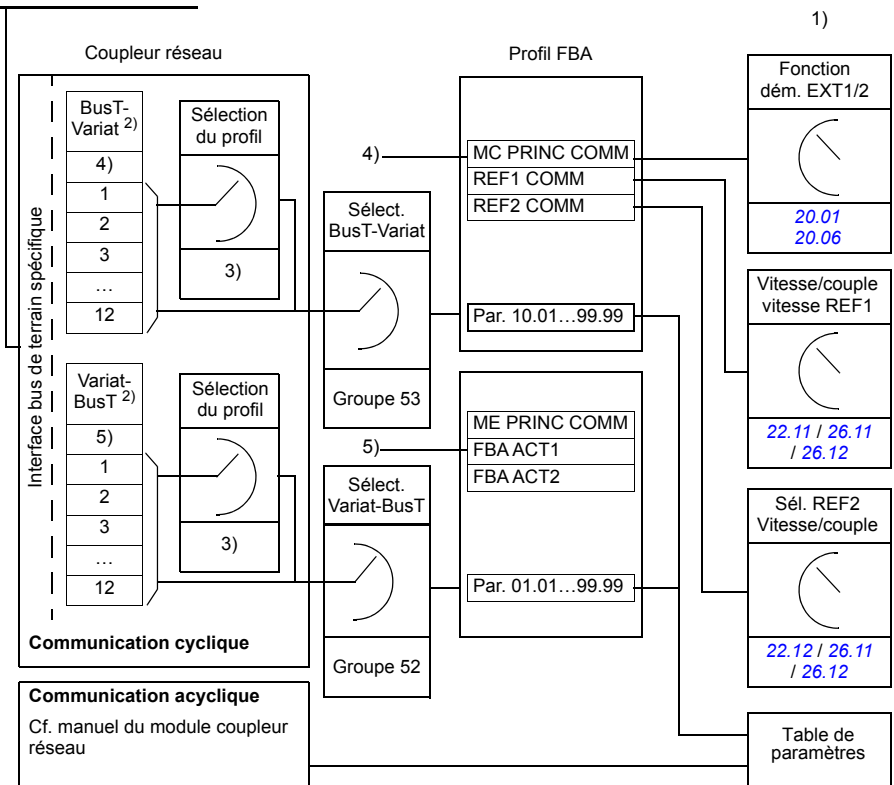 1)
Coupleur réseau
Profil FBA
Interface bus de terrain spécifique
BusT-
Variat 2)
4)
1
2
3
…
12
Sélection
du profil
3)
Variat-
BusT 2)
5)
1
2
3
…
12
Sélection
du profil
3)
Communication cyclique
Communication acyclique
Cf. manuel du module coupleur
réseau
Sélect.
BusT-Variat
Groupe 53
Sélect.
Variat-BusT
Groupe 52
4)
MC PRINC COMM
REF1 COMM
REF2 COMM
Par. 10.01…99.99
5)
ME PRINC COMM
FBA ACT1
FBA ACT2
Par. 01.01…99.99
Fonction
dém. EXT1/2
20.01
20.06
Vitesse/couple
vitesse REF1
22.11 / 26.11
/ 26.12
Sél. REF2
Vitesse/couple
22.12 / 26.11
/ 26.12
Table de
paramètres